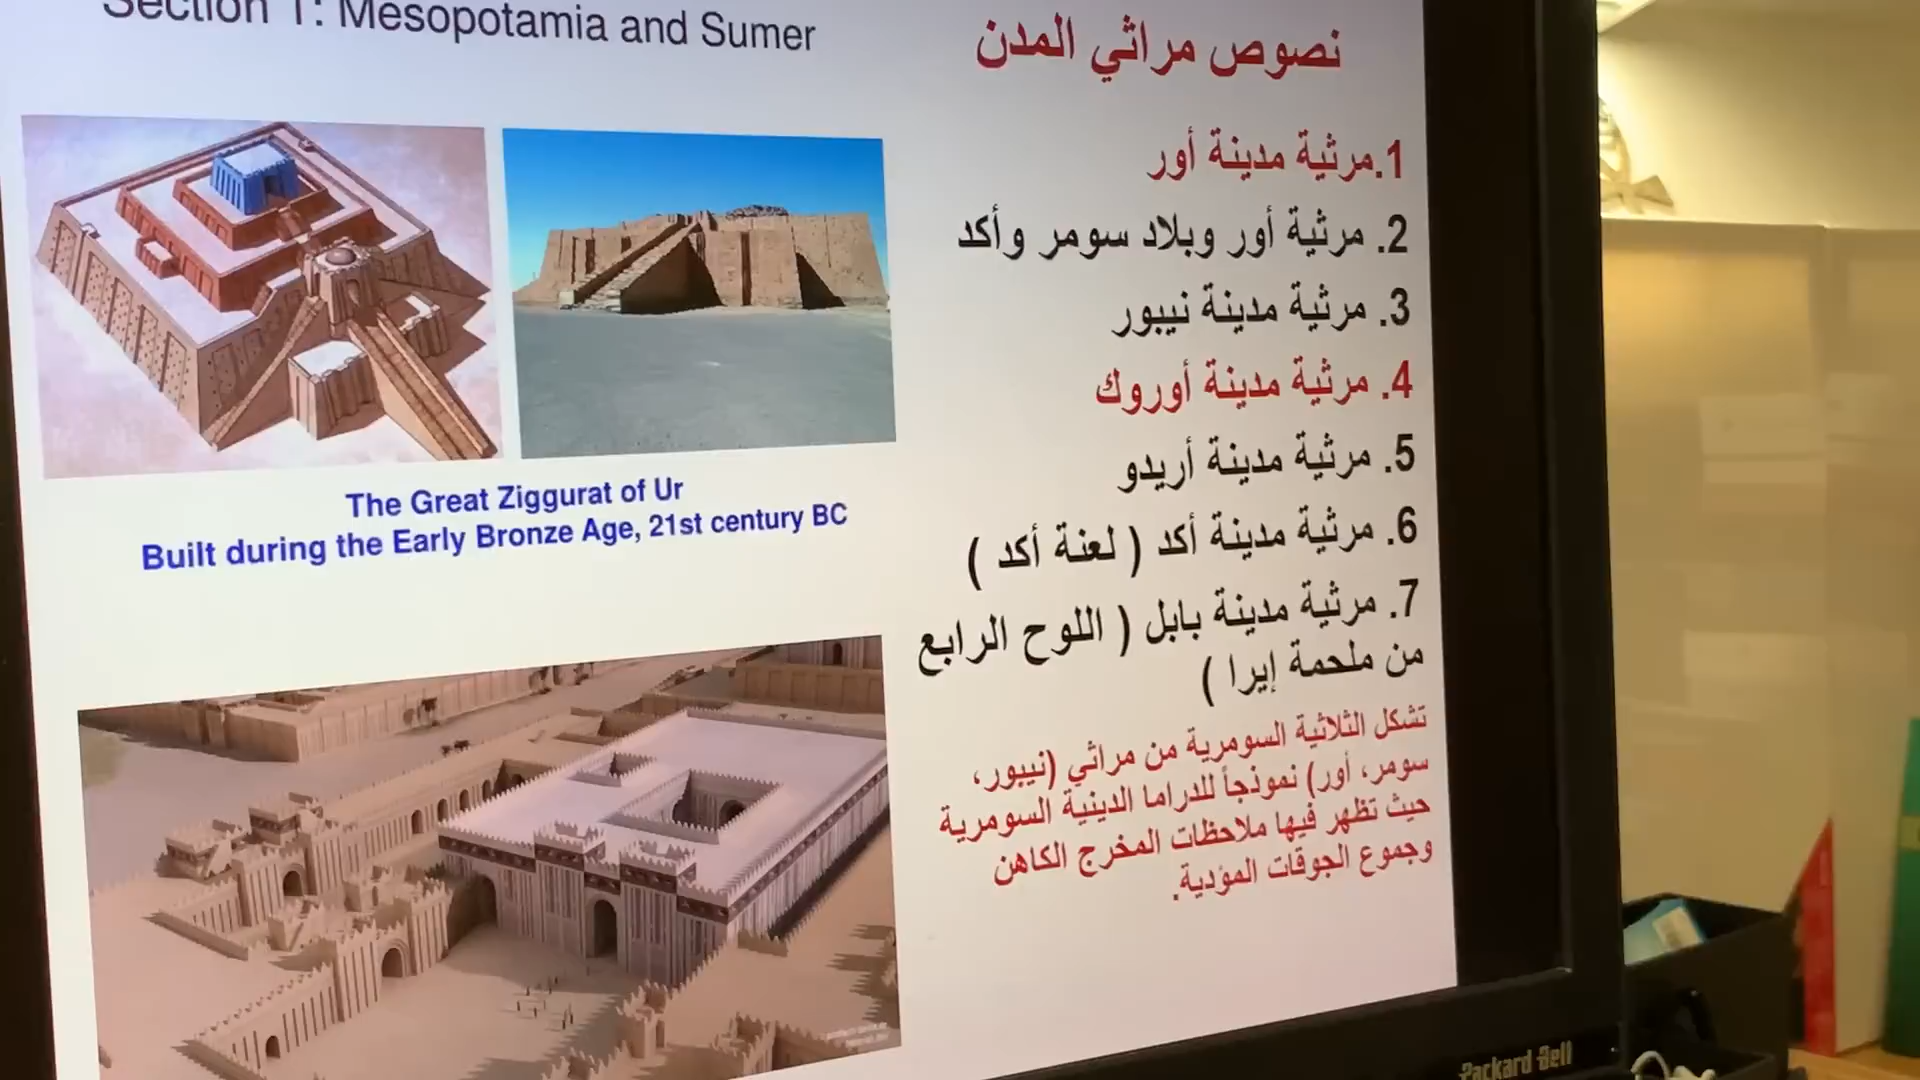 Section 1: Mesopotamia and Sumer
The Great Ziggurat of Ur
Built during the Early Bronze Age, 21st century BC
نصوص مراثي المدن
1.مرثية مدينة أور
2. مرثية أور وبلاد سومر وأكد
3. مرثية مدينة نيبور
4. مرثية مدينة أوروك
5. مرثية مدينة أريدو
6. مرثية مدينة أكد ( لعنة أكد )
7. مرثية مدينة بابل ( اللوح الرابع
من ملحمة إيرا )
تشكل الثلاثية السومرية من مراثي (نيبور،
سومر، أور) نموذجاً للدراما الدينية السومرية
حيث تظهر فيها ملاحظات المخرج الكاهن
وجموع الجوقات المؤدية.
Packard Bell